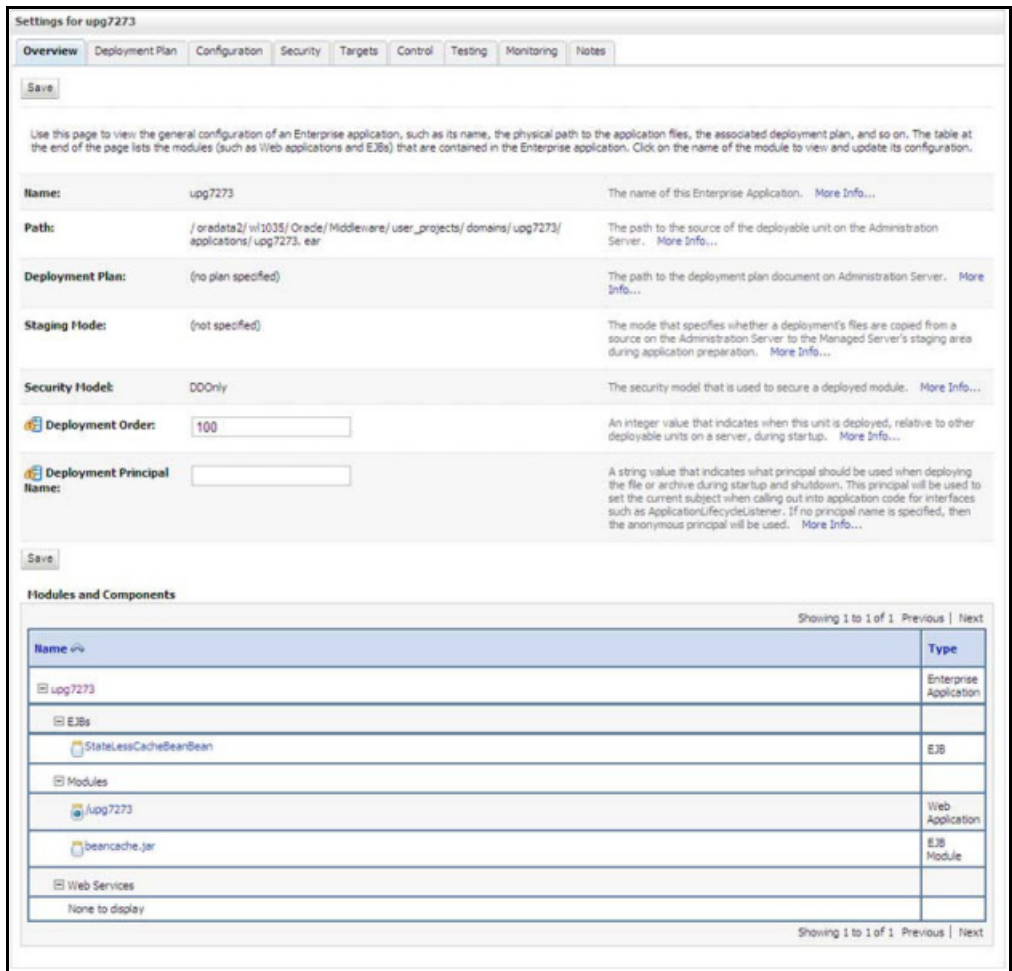 Settings for upg7273
Overview Deployment Plan Configuration Security Targets Control Testing Monitoring Notes
Save
Use this page to view the general configuration of an Enterprise application, such as its name, the physical path to the application files, the associated deployment plan, and so on. The table at
the end of the page lists the modules (such as Web applications and EJBs) that are contained in the Enterprise application. Click on the name of the module to view and update its configuration.
Name: upg7273 The name of this Enterprise Application. More Info...
Path: /oradata2/wl1035/Oracle/Middleware/user_projects/domains/upg7273/ The path to the source of the deployable unit on the Administration
applications/upg7273.ear Server. More Info...
Deployment Plan: (no plan specified) The path to the deployment plan document on Administration Server. More
Info...
Staging Mode: (not specified) The mode that specifies whether a deployment's files are copied from a
source on the Administration Server to the Managed Server's staging area
during application preparation. More Info...
Security Model: DDOnly The security model that is used to secure a deployed module. More Info...
Deployment Order: 100 An integer value that indicates when this unit is deployed, relative to other
deployable units on a server, during startup. More Info...
Deployment Principal A string value that indicates what principal should be used when deploying
Name: the file or archive during startup and shutdown. This principal will be used to
set the current subject when calling out into application code for interfaces
such as ApplicationLifecycleListener. If no principal name is specified, then
the anonymous principal will be used. More Info...
Save
Modules and Components
Showing 1 to 1 of 1 Previous | Next
Name Type
upg7273 Enterprise
Application
EJBs
StateLessCacheBeanBean EJB
Modules
/upg7273 Web
Application
beancache.jar EJB
Module
Web Services
None to display
Showing 1 to 1 of 1 Previous | Next